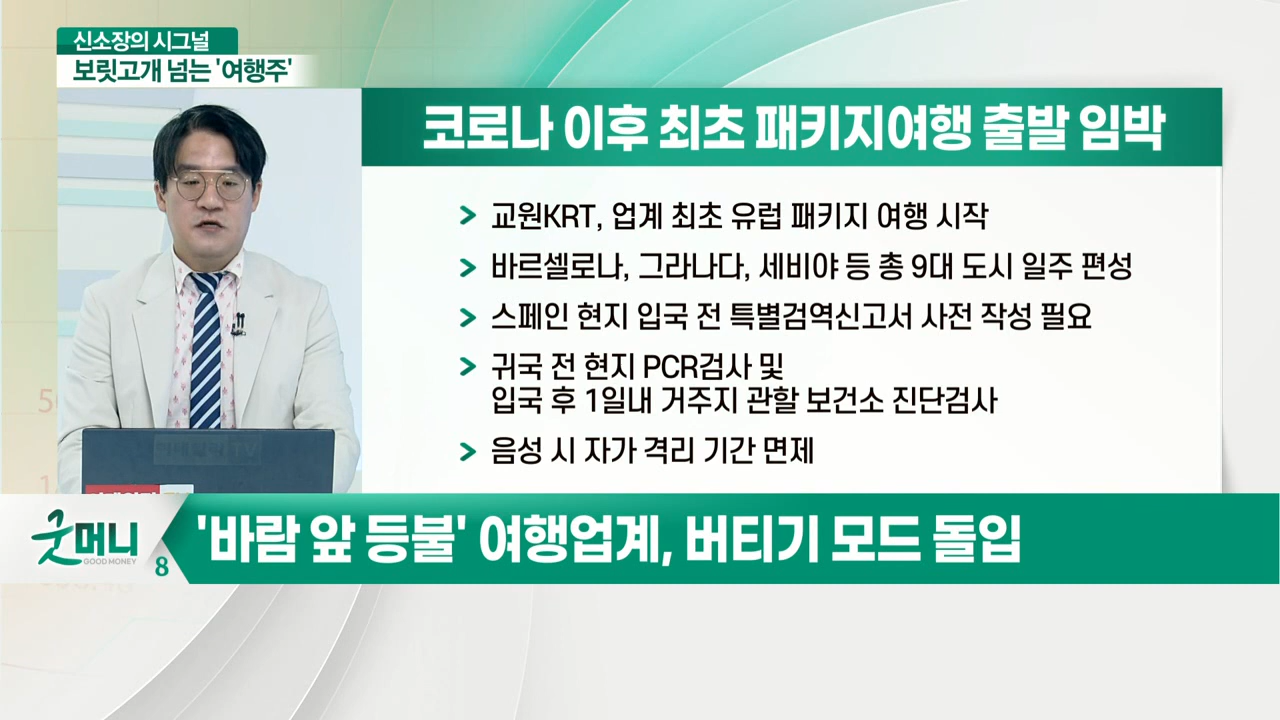 신소장의 시그널
보릿고개 넘는 '여행주'
코로나 이후 최초 패키지여행 출발 임박
교원KRT, 업계 최초 유럽 패키지 여행 시작
바르셀로나, 그라나다, 세비야 등 총 9대 도시 일주 편성
스페인 현지 입국 전 특별검역신고서 사전 작성 필요
귀국 전 현지 PCR검사 및
입국 후 1일내 거주지 관할 보건소 진단검사
음성 시 자가 격리 기간 면제
굿머니
GOOD MONEY
8
'바람 앞 등불' 여행업계, 버티기 모드 돌입